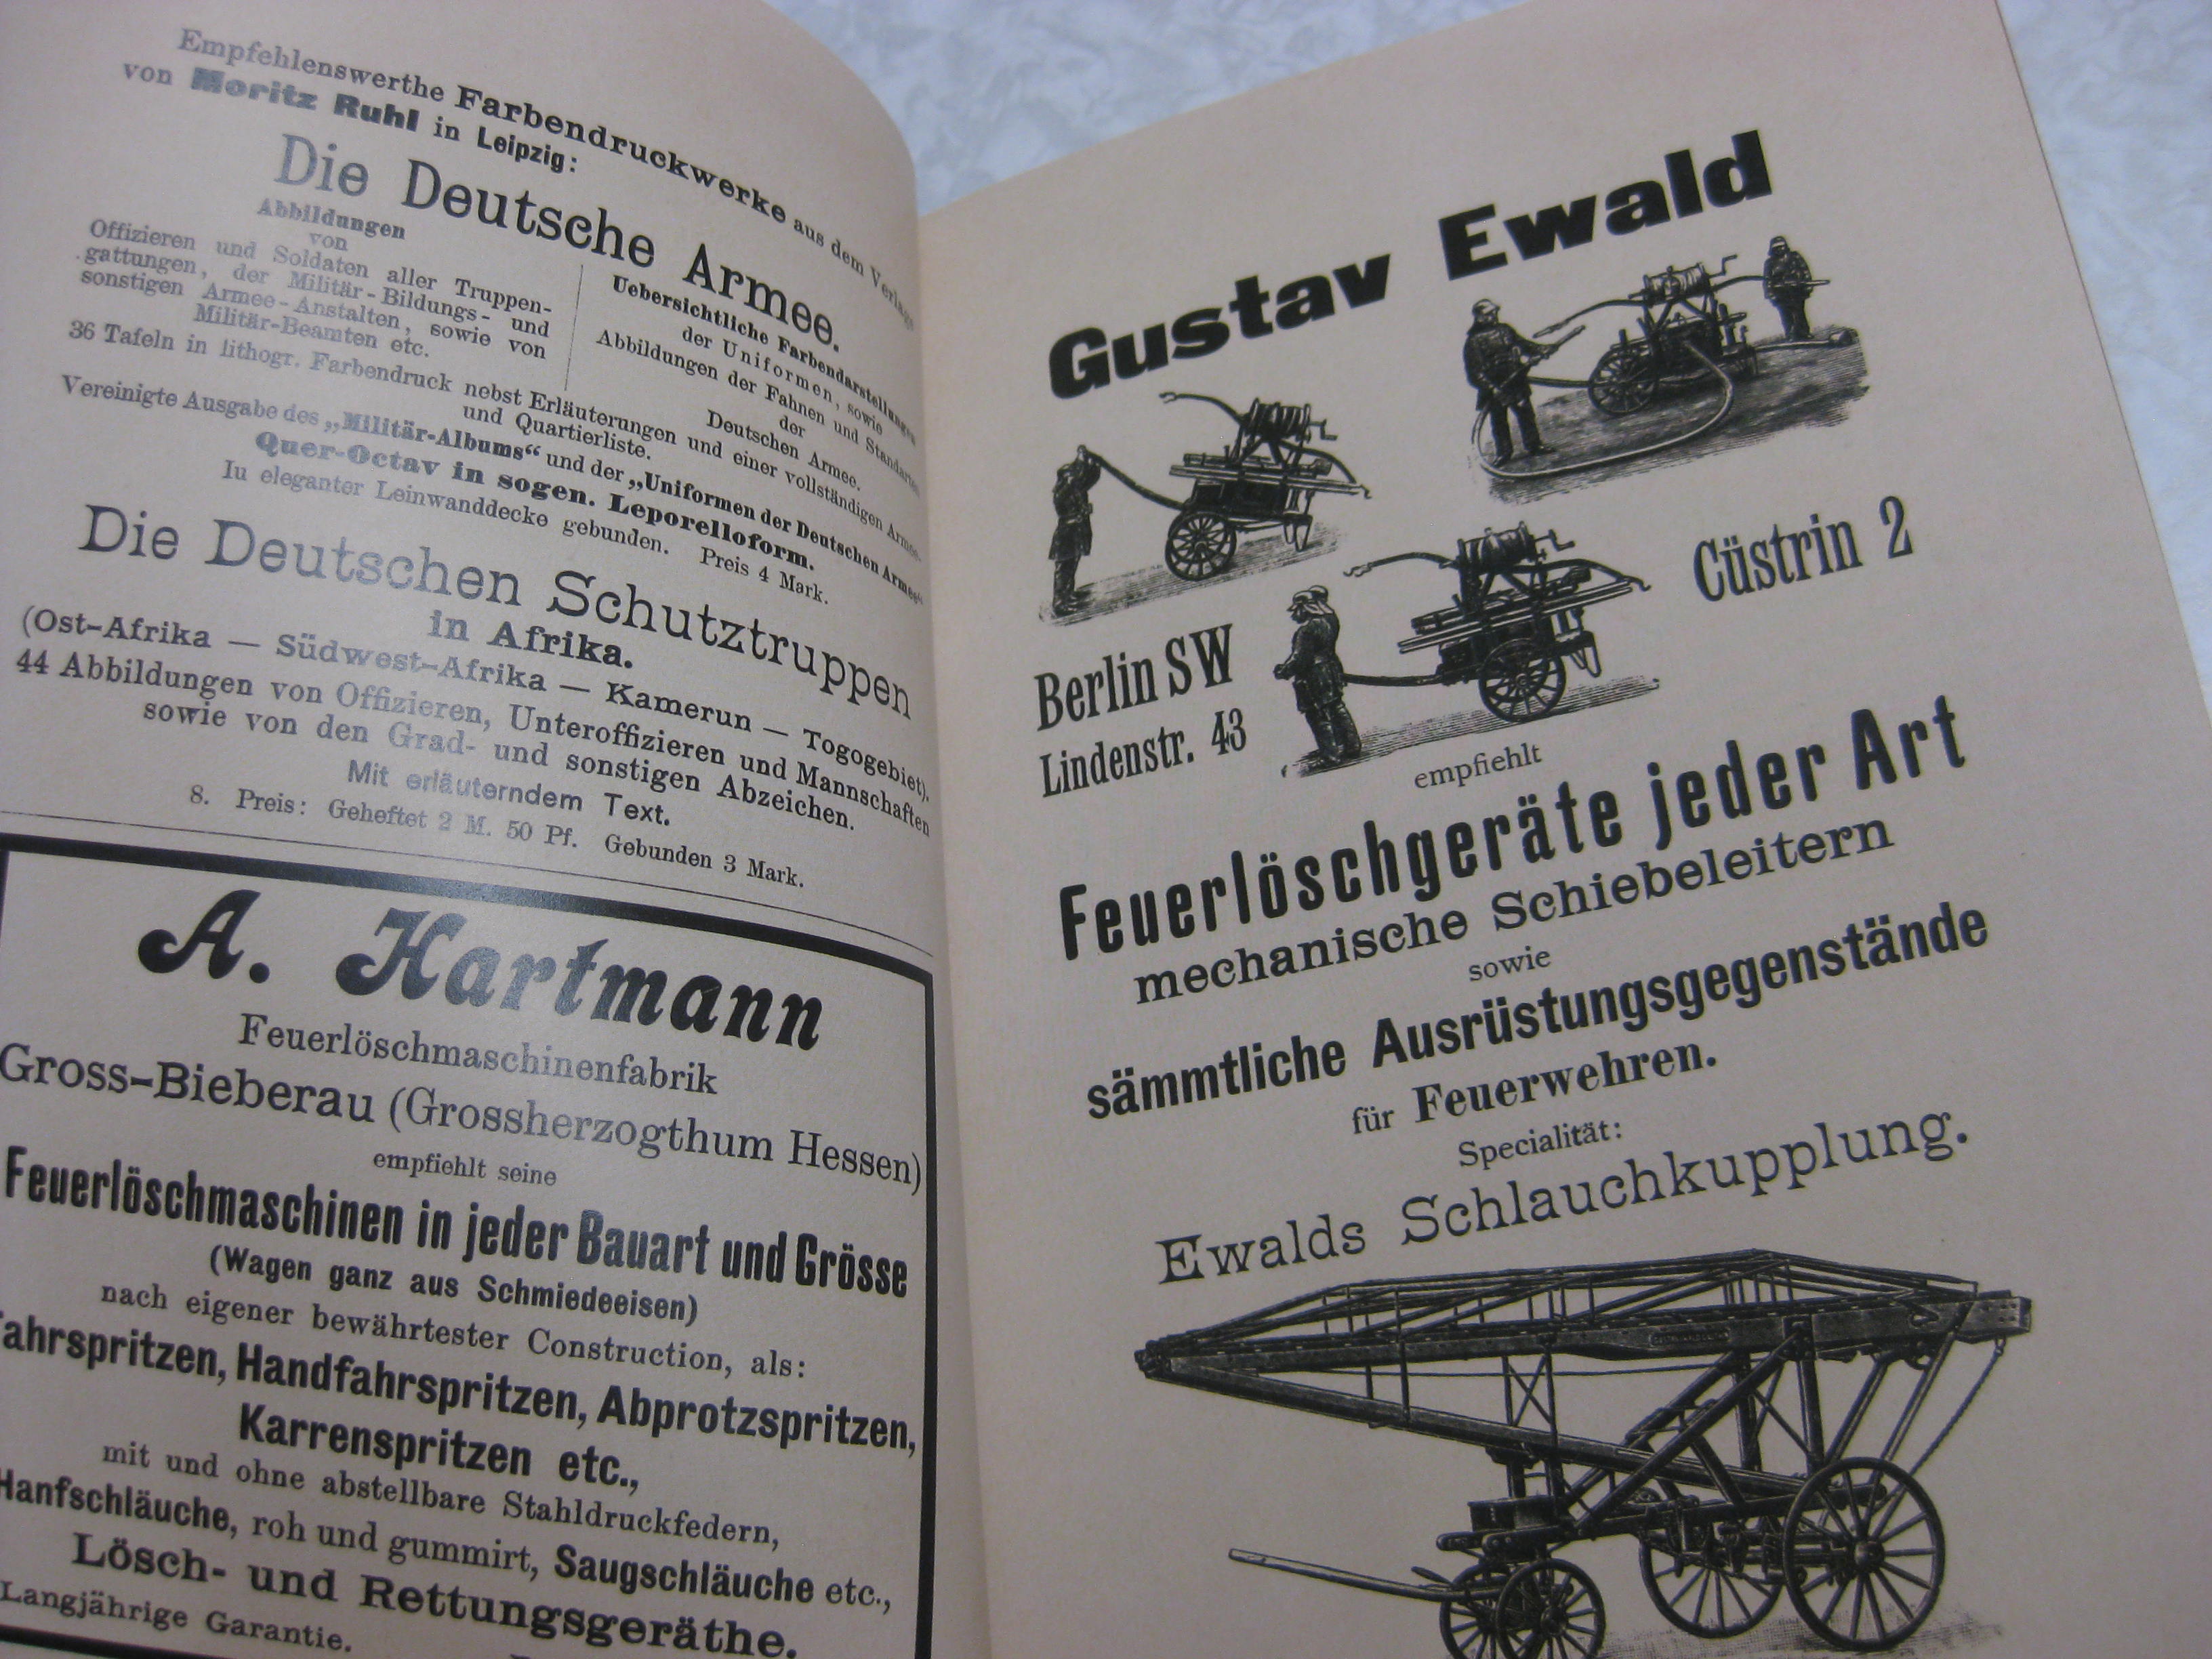 Empfehlenswerthe Farbendruckwerke aus dem Verlage
von Moritz Ruhl in Leipzig:
Die Deutsche Armee.
Abbildungen
von
Offizieren und Soldaten aller Truppen-
gattungen, der Militär-Bildungs- und
sonstigen Armee-Anstalten, sowie von
Militär-Beamten etc.
Uebersichtliche Farbendarstellungen
der Uniformen, sowie
Abbildungen der Fahnen und Standarten
der
Deutschen Armee.
36 Tafeln in lithogr. Farbendruck nebst Erläuterungen und einer vollständigen Armee-
und Quartierliste.
Vereinigte Ausgabe des „Militär-Albums“ und der „Uniformen der Deutschen Armee“
Quer-Octav in sogen. Leporelloform.
Iu eleganter Leinwanddecke gebunden. Preis 4 Mark.
Die Deutschen Schutztruppen
in Afrika.
(Ost-Afrika — Südwest-Afrika — Kamerun — Togogebiet).
44 Abbildungen von Offizieren, Unteroffizieren und Mannschaften
sowie von den Grad- und sonstigen Abzeichen.
Mit erläuterndem Text.
8. Preis: Geheftet 2 M. 50 Pf. Gebunden 3 Mark.
A. Hartmann
Feuerlöschmaschinenfabrik
Gross-Bieberau (Grossherzogthum Hessen)
empfiehlt seine
Feuerlöschmaschinen in jeder Bauart und Grösse
(Wagen ganz aus Schmiedeeisen)
nach eigener bewährtester Construction, als:
ahrspritzen, Handfahrspritzen, Abprotzspritzen,
Karrenspritzen etc.,
mit und ohne abstellbare Stahldruckfedern,
Hanfschläuche, roh und gummirt, Saugschläuche etc.,
Lösch- und Rettungsgeräthe.
Langjährige Garantie.
Gustav Ewald
Cüstrin 2
Berlin SW
Lindenstr. 43
empfiehlt
Feuerlöschgeräte jeder Art
mechanische Schiebeleitern
sowie
sämmtliche Ausrüstungsgegenstände
für Feuerwehren.
Specialität:
Ewalds Schlauchkupplung.